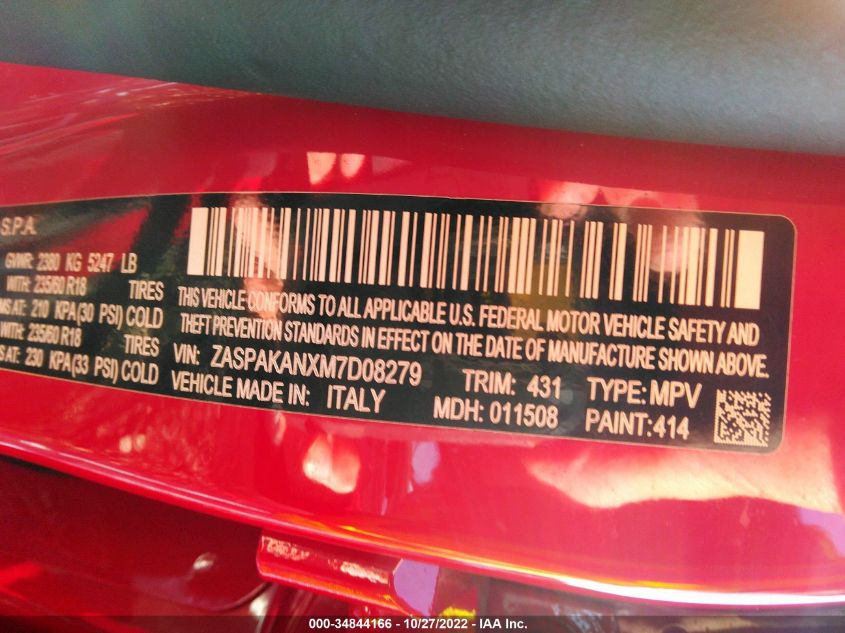 S.P.A.
GVWR: 2380 KG 5247 LB
WITH: 235/60 R18 TIRES
MS AT: 210 KPA(30 PSI) COLD
WITH: 235/60 R18 TIRES
MS AT: 230 KPA(33 PSI) COLD
THIS VEHICLE CONFORMS TO ALL APPLICABLE U.S. FEDERAL MOTOR VEHICLE SAFETY AND
THEFT PREVENTION STANDARDS IN EFFECT ON THE DATE OF MANUFACTURE SHOWN ABOVE.
VIN: ZASPAKANXM7D08279 TRIM: 431 TYPE: MPV
VEHICLE MADE IN: ITALY MDH: 011508 PAINT:414
000-34844166 - 10/27/2022 - IAA Inc.